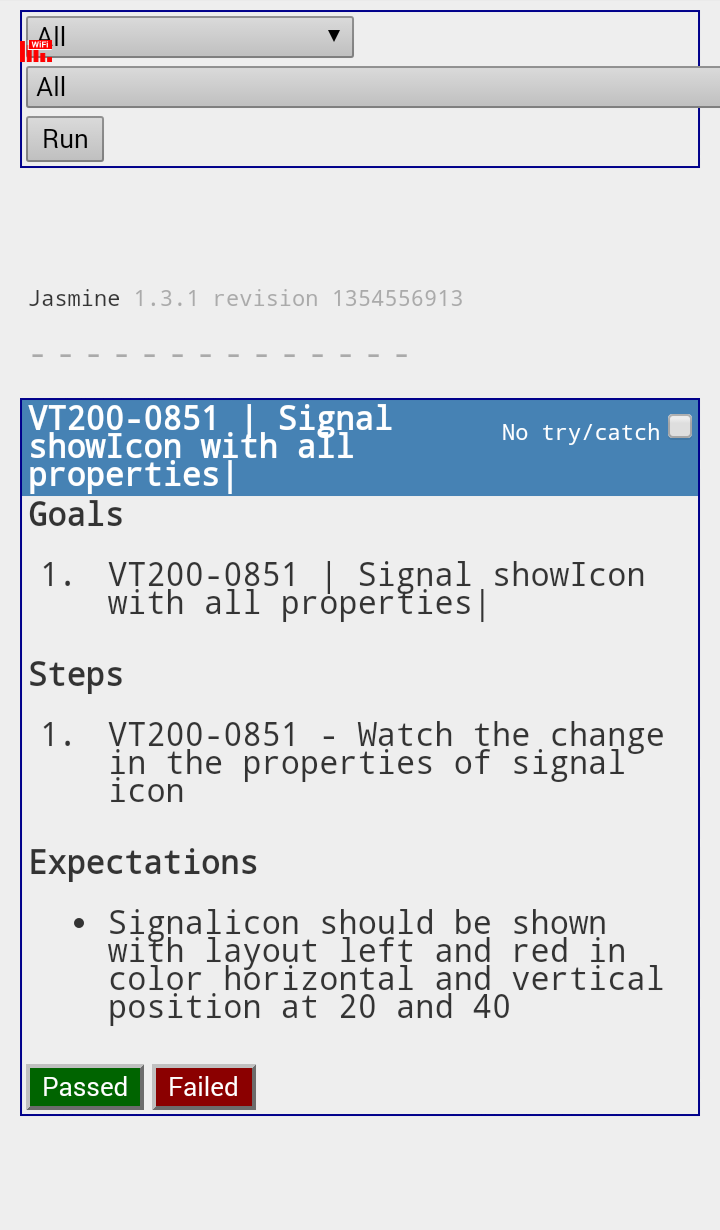 All ▼
WiFi
All
Run
Jasmine 1.3.1 revision 1354556913
– – – – – – – – – – – – – –
VT200-0851 | Signal
showIcon with all
properties|
No try/catch
Goals
1. VT200-0851 | Signal showIcon
with all properties|
Steps
1. VT200-0851 - Watch the change
in the properties of signal
icon
Expectations
• Signalicon should be shown
with layout left and red in
color horizontal and vertical
position at 20 and 40
Passed Failed